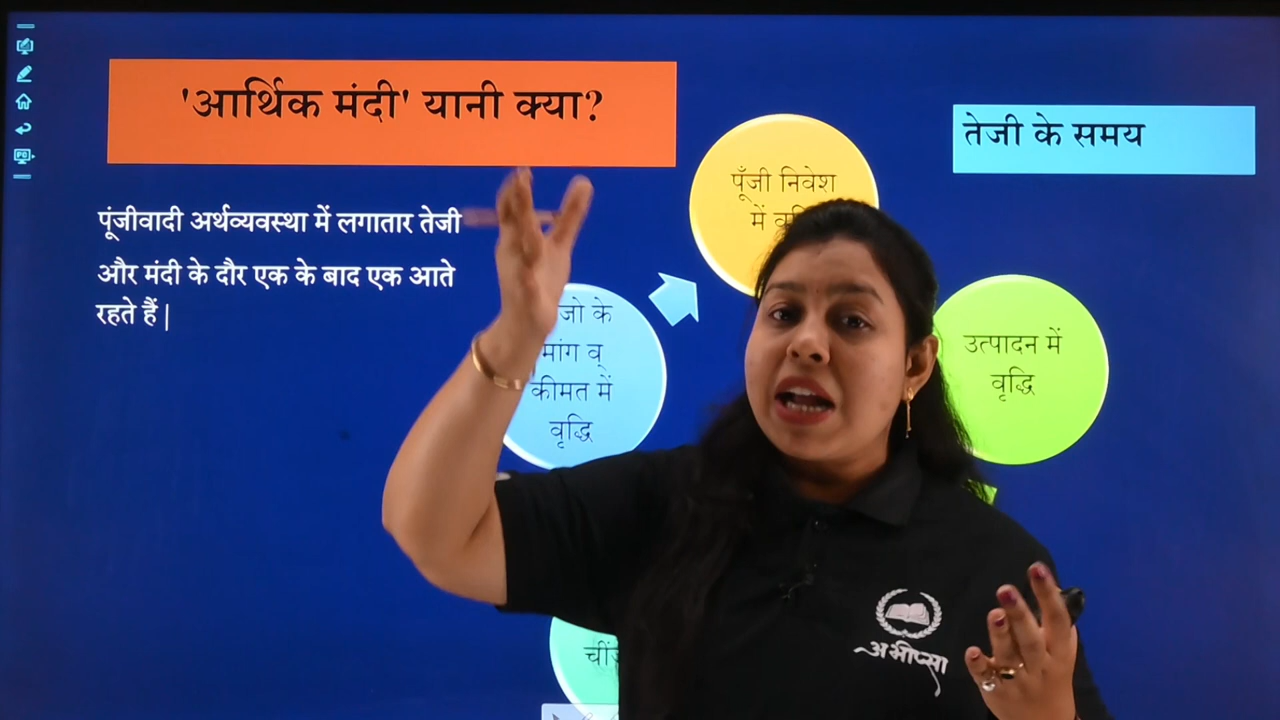 'आर्थिक मंदी' यानी क्या?
तेजी के समय
पूंजीवादी अर्थव्यवस्था में लगातार तेजी
और मंदी के दौर एक के बाद एक आते
रहते हैं |
पूँजी निवेश
में
उत्पादन में
वृद्धि
के
मांग व्
कीमत में
वृद्धि
अभीप्सा